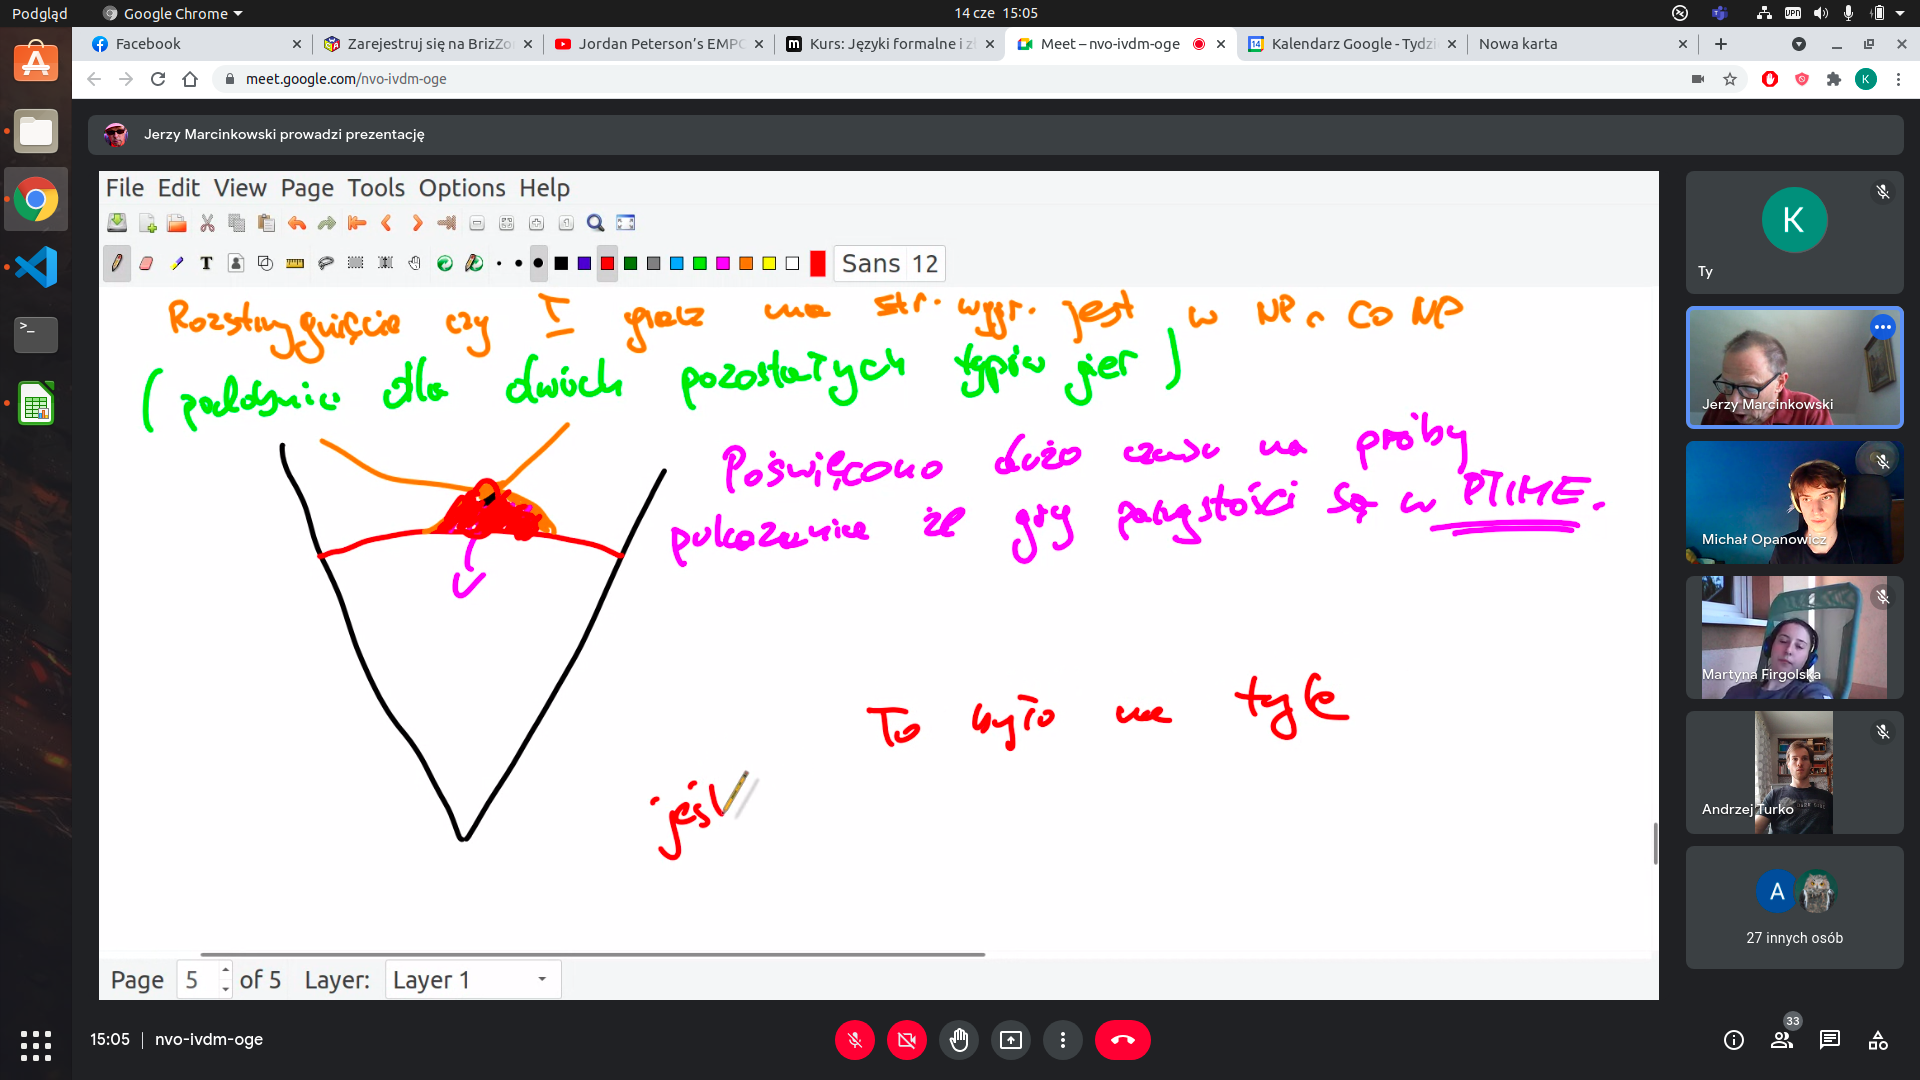 Podgląd
Google Chrome
14 cze 15:05
VPN
Facebook
Zarejestruj się na BrizZo
Jordan Peterson's EMPO
Kurs: Języki formalne i z
Meet – nvo-ivdm-oge
Kalendarz Google - Tydzi
Nowa karta
meet.google.com/nvo-ivdm-oge
K
Jerzy Marcinkowski prowadzi prezentację
File Edit View Page Tools Options Help
Sans 12
Rozstrzygnięcie czy I gracz ma str. wygr. jest w NP ∩ CO NP
( podobnie dla dwóch pozostałych typów gier )
Poświęcono dużo czasu na próby
pokazania że gry parzystości są w PTIME.
To było na tyle
jeśl
Page 5 of 5 Layer: Layer 1
K
Ty
Jerzy Marcinkowski
Michał Opanowicz
Martyna Firgolska
Andrzej Turko
A
27 innych osób
15:05 | nvo-ivdm-oge
33